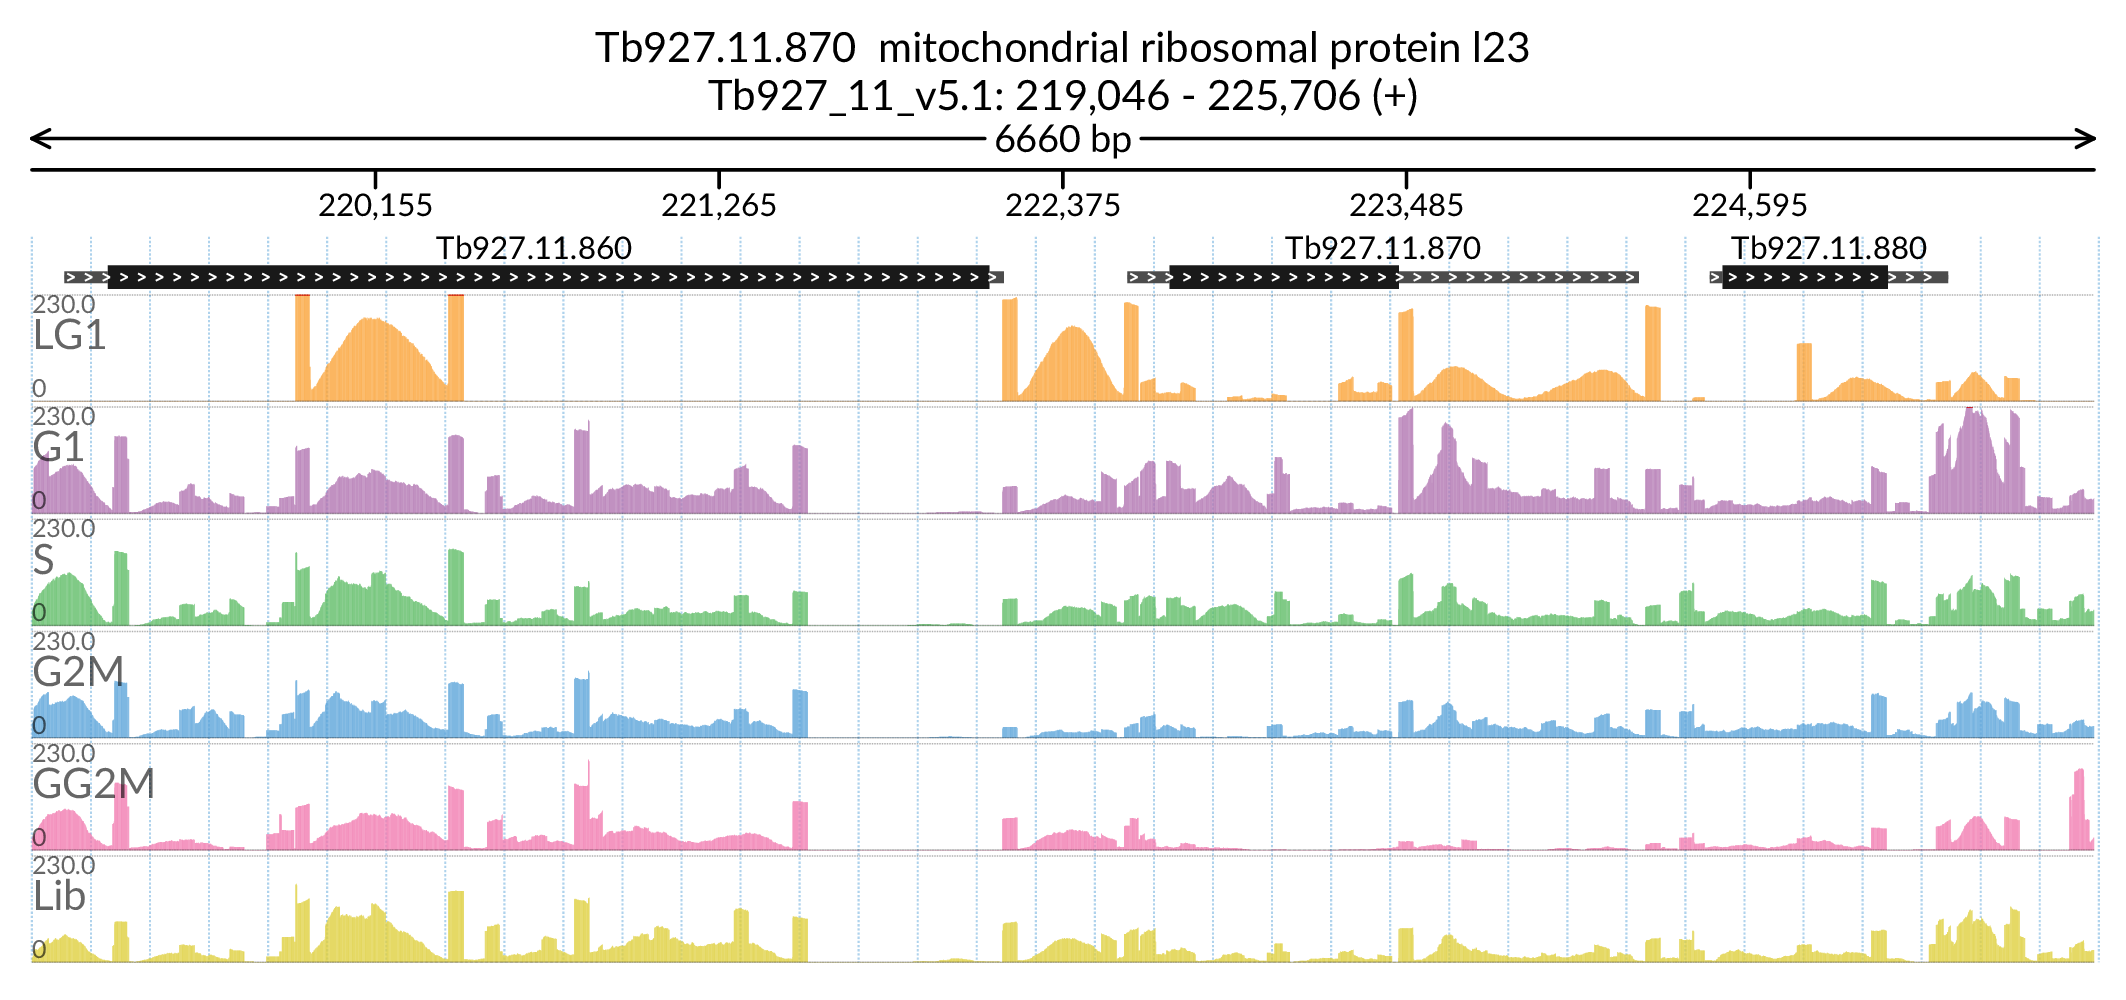 Tb927.11.870  mitochondrial ribosomal protein l23
Tb927_11_v5.1: 219,046 - 225,706 (+)
6660 bp
220,155 221,265 222,375 223,485 224,595
Tb927.11.860 Tb927.11.870 Tb927.11.880
230.0
LG1
0
230.0
G1
0
230.0
S
0
230.0
G2M
0
230.0
GG2M
0
230.0
Lib
0